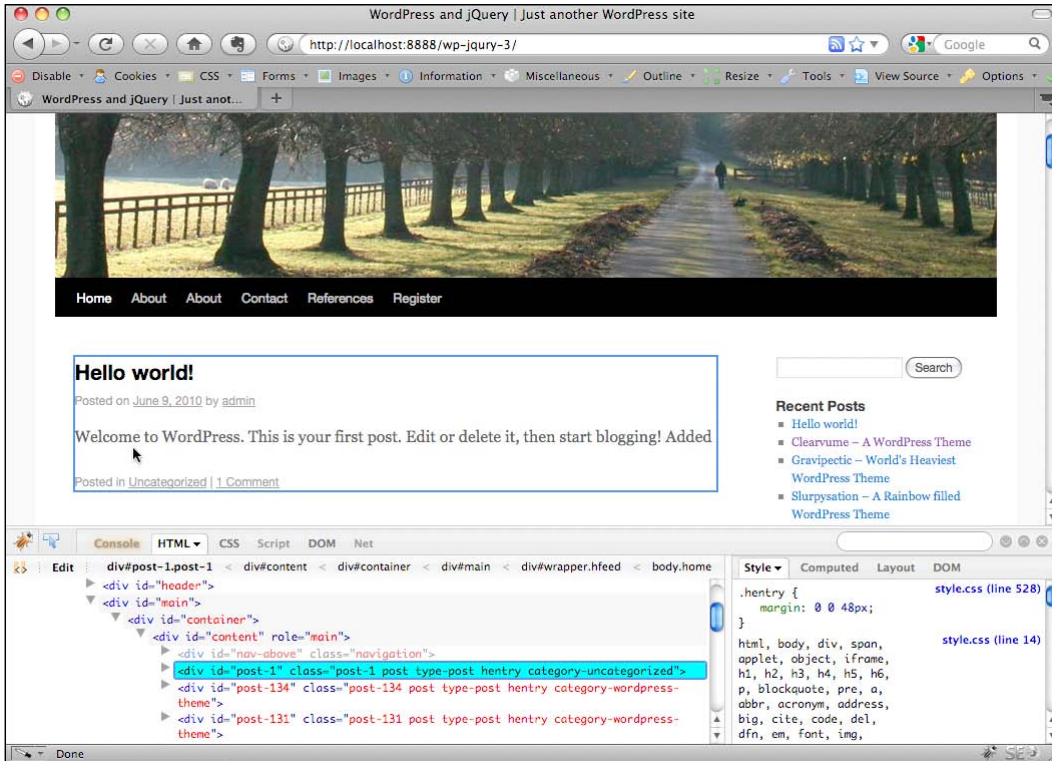 WordPress and jQuery | Just another WordPress site
http://localhost:8888/wp-jqury-3/
Google
Disable Cookies CSS Forms Images Information Miscellaneous Outline Resize Tools View Source Options
WordPress and jQuery | Just anot... +
Home About About Contact References Register
Hello world!
Posted on June 9, 2010 by admin
Welcome to WordPress. This is your first post. Edit or delete it, then start blogging! Added
Posted in Uncategorized | 1 Comment
Search
Recent Posts
Hello world!
Clearvume – A WordPress Theme
Gravipectic – World's Heaviest
WordPress Theme
Slurpysation – A Rainbow filled
WordPress Theme
Console HTML CSS Script DOM Net
Edit div#post-1.post-1 < div#content < div#container < div#main < div#wrapper.hfeed < body.home
<div id="header">
<div id="main">
<div id="container">
<div id="content" role="main">
<div id="nav-above" class="navigation">
<div id="post-1" class="post-1 post type-post hentry category-uncategorized">
<div id="post-134" class="post-134 post type-post hentry category-wordpress-
theme">
<div id="post-131" class="post-131 post type-post hentry category-wordpress-
theme">
Style Computed Layout DOM
.hentry { style.css (line 528)
margin: 0 0 48px;
}
html, body, div, span, style.css (line 14)
applet, object, iframe,
h1, h2, h3, h4, h5, h6,
p, blockquote, pre, a,
abbr, acronym, address,
big, cite, code, del,
dfn, em, font, img,
Done
SEO